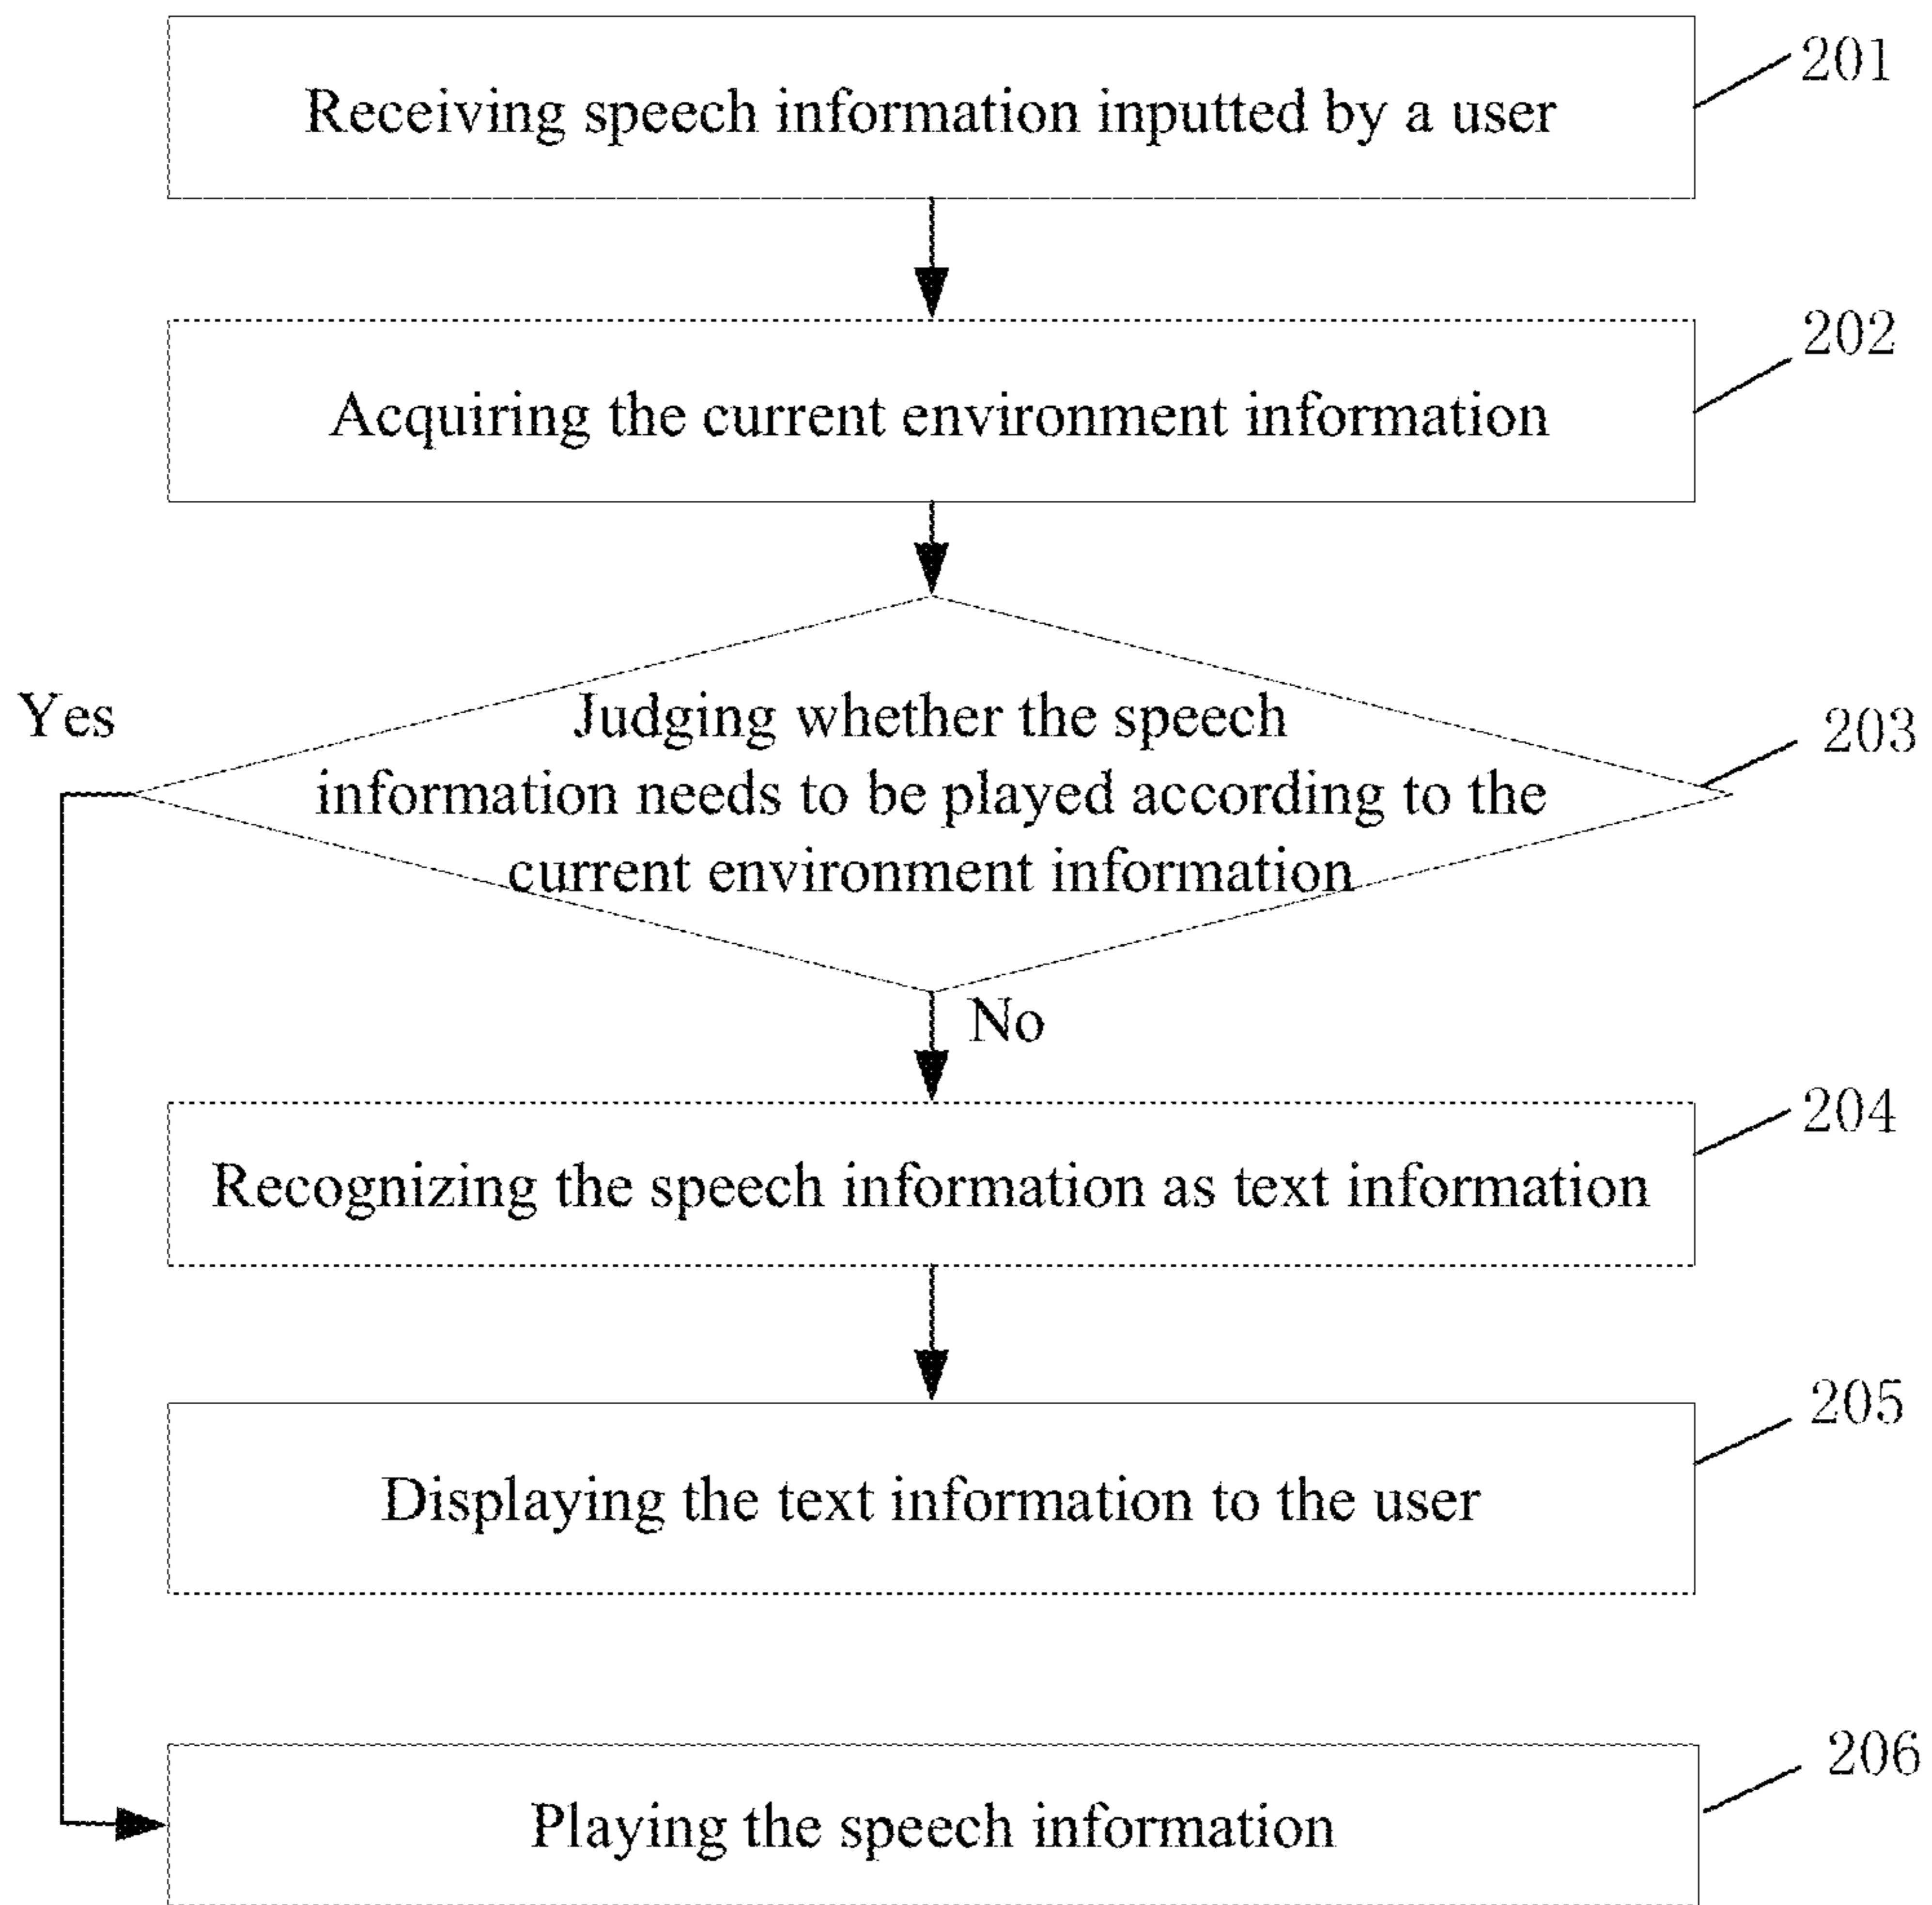 Receiving speech information inputted by a user
201
Acquiring the current environment information
202
Yes
Judging whether the speech
information needs to be played according to the
current environment information
203
No
Recognizing the speech information as text information
204
Displaying the text information to the user
205
Playing the speech information
206